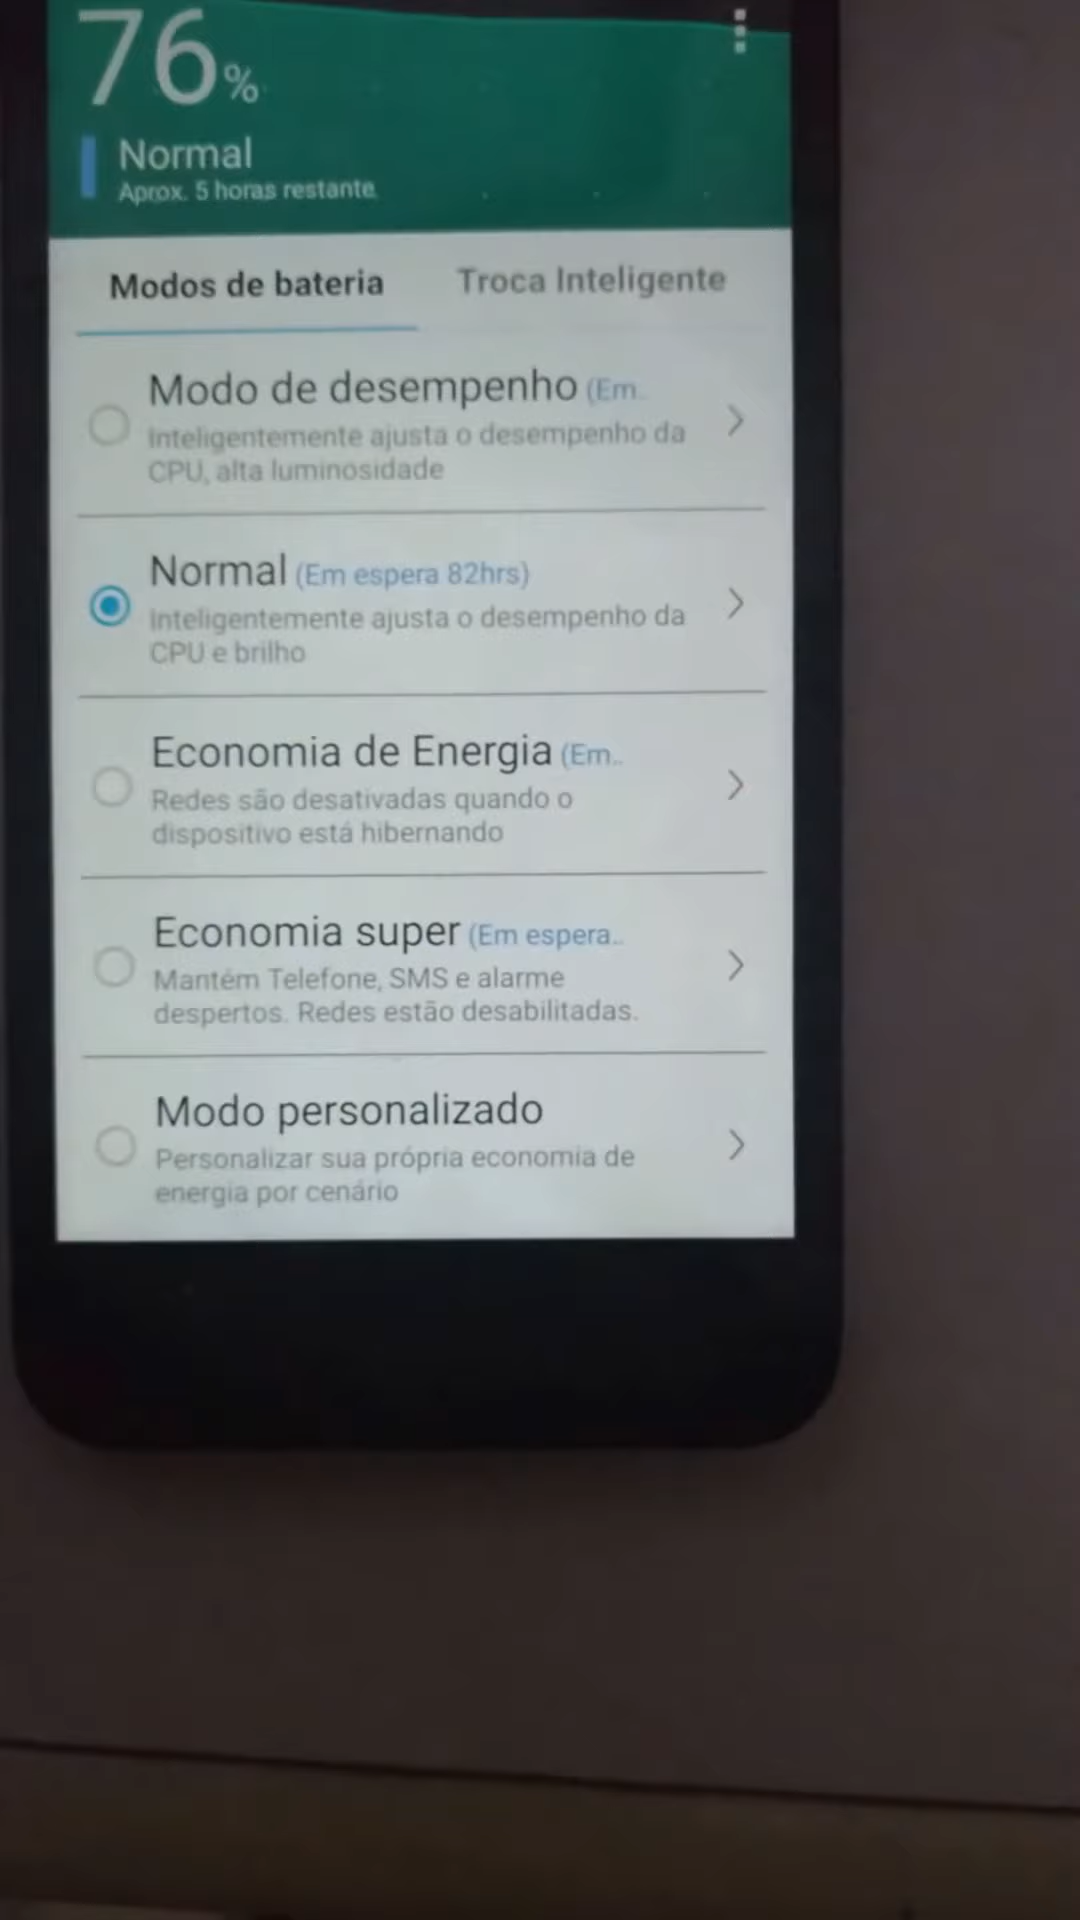 76%
Normal
Aprox. 5 horas restante
Modos de bateria
Troca Inteligente
Modo de desempenho (Em..
Inteligentemente ajusta o desempenho da
CPU, alta luminosidade
Normal (Em espera 82hrs)
Inteligentemente ajusta o desempenho da
CPU e brilho
Economia de Energia (Em..
Redes são desativadas quando o
dispositivo está hibernando
Economia super (Em espera..
Mantém Telefone, SMS e alarme
despertos. Redes estão desabilitadas.
Modo personalizado
Personalizar sua própria economia de
energia por cenário